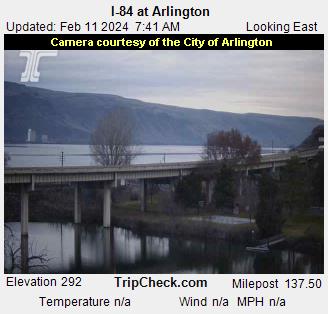 I-84 at Arlington
Updated: Feb 11 2024 7:41 AM Looking East
Camera courtesy of the City of Arlington
Elevation 292 TripCheck.com Milepost 137.50
Temperature n/a Wind n/a MPH n/a